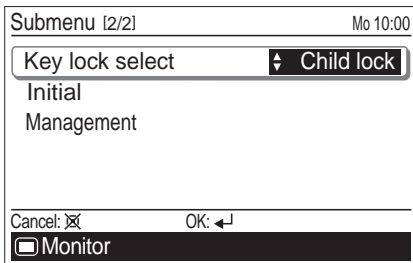 Submenu [2/2] Mo 10:00
Key lock select Child lock
Initial
Management
Cancel: OK:
Monitor